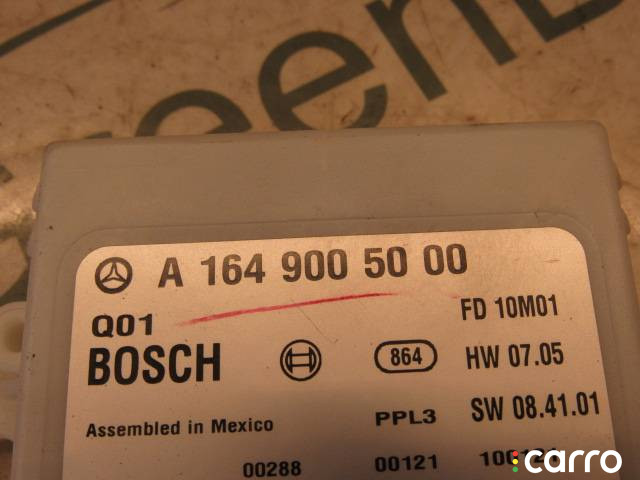 A 164 900 50 00
Q01
FD 10M01
BOSCH
864
HW 07.05
Assembled in Mexico
PPL3
SW 08.41.01
00288
00121
carro